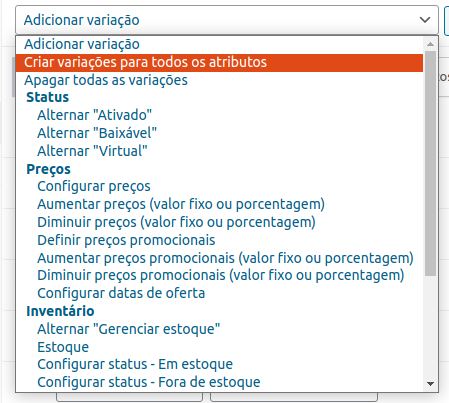 Adicionar variação
Adicionar variação
Criar variações para todos os atributos
Apagar todas as variações
Status
Alternar "Ativado"
Alternar "Baixável"
Alternar "Virtual"
Preços
Configurar preços
Aumentar preços (valor fixo ou porcentagem)
Diminuir preços (valor fixo ou porcentagem)
Definir preços promocionais
Aumentar preços promocionais (valor fixo ou porcentagem)
Diminuir preços promocionais (valor fixo ou porcentagem)
Configurar datas de oferta
Inventário
Alternar "Gerenciar estoque"
Estoque
Configurar status - Em estoque
Configurar status - Fora de estoque